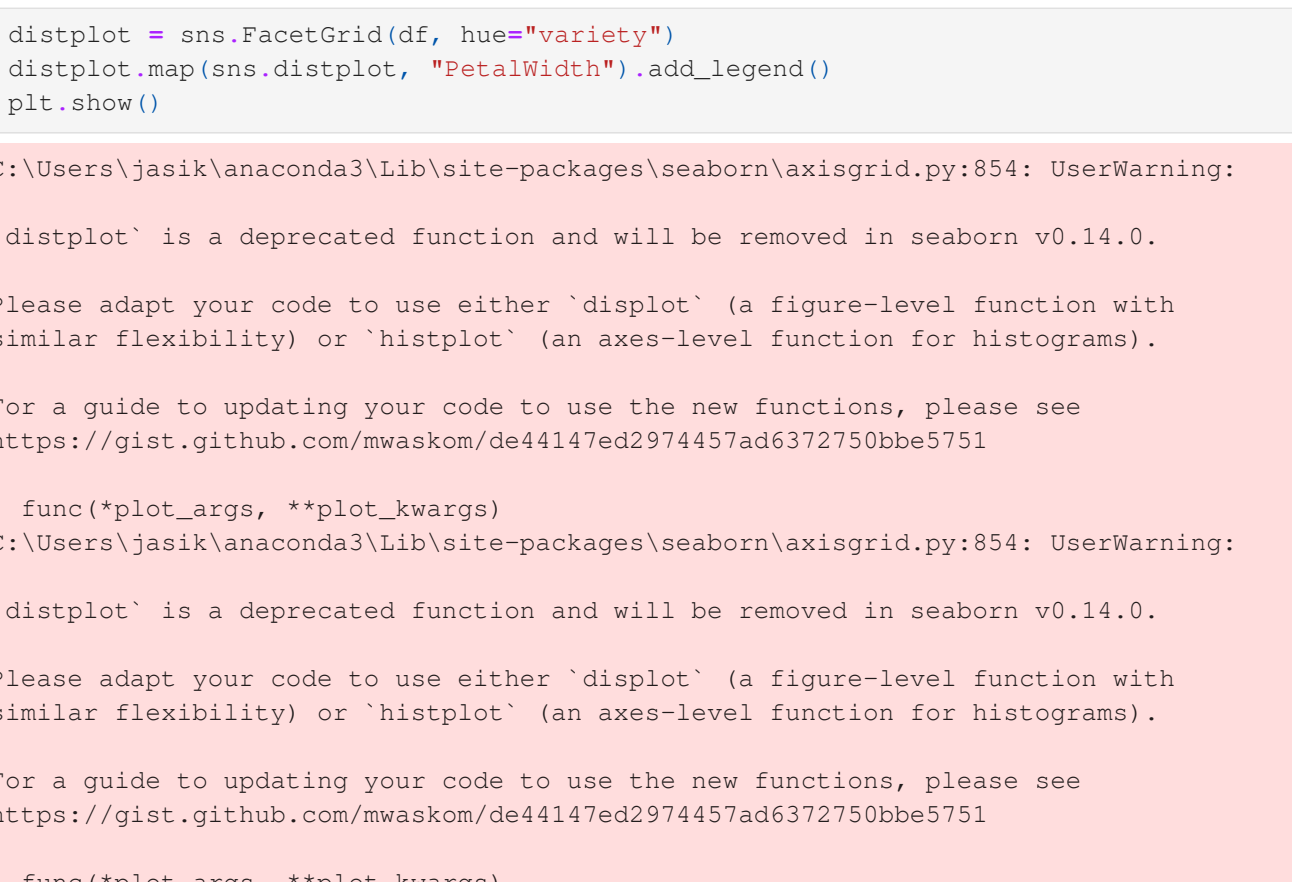 distplot = sns.FacetGrid(df, hue="variety")
distplot.map(sns.distplot, "PetalWidth").add_legend()
plt.show()
C:\Users\jasik\anaconda3\Lib\site-packages\seaborn\axisgrid.py:854: UserWarning:
distplot` is a deprecated function and will be removed in seaborn v0.14.0.
Please adapt your code to use either `displot` (a figure-level function with
similar flexibility) or `histplot` (an axes-level function for histograms).
For a guide to updating your code to use the new functions, please see
https://gist.github.com/mwaskom/de44147ed2974457ad6372750bbe5751
func(*plot_args, **plot_kwargs)
C:\Users\jasik\anaconda3\Lib\site-packages\seaborn\axisgrid.py:854: UserWarning:
distplot` is a deprecated function and will be removed in seaborn v0.14.0.
Please adapt your code to use either `displot` (a figure-level function with
similar flexibility) or `histplot` (an axes-level function for histograms).
For a guide to updating your code to use the new functions, please see
https://gist.github.com/mwaskom/de44147ed2974457ad6372750bbe5751
func(*plot_args, **plot_kwargs)